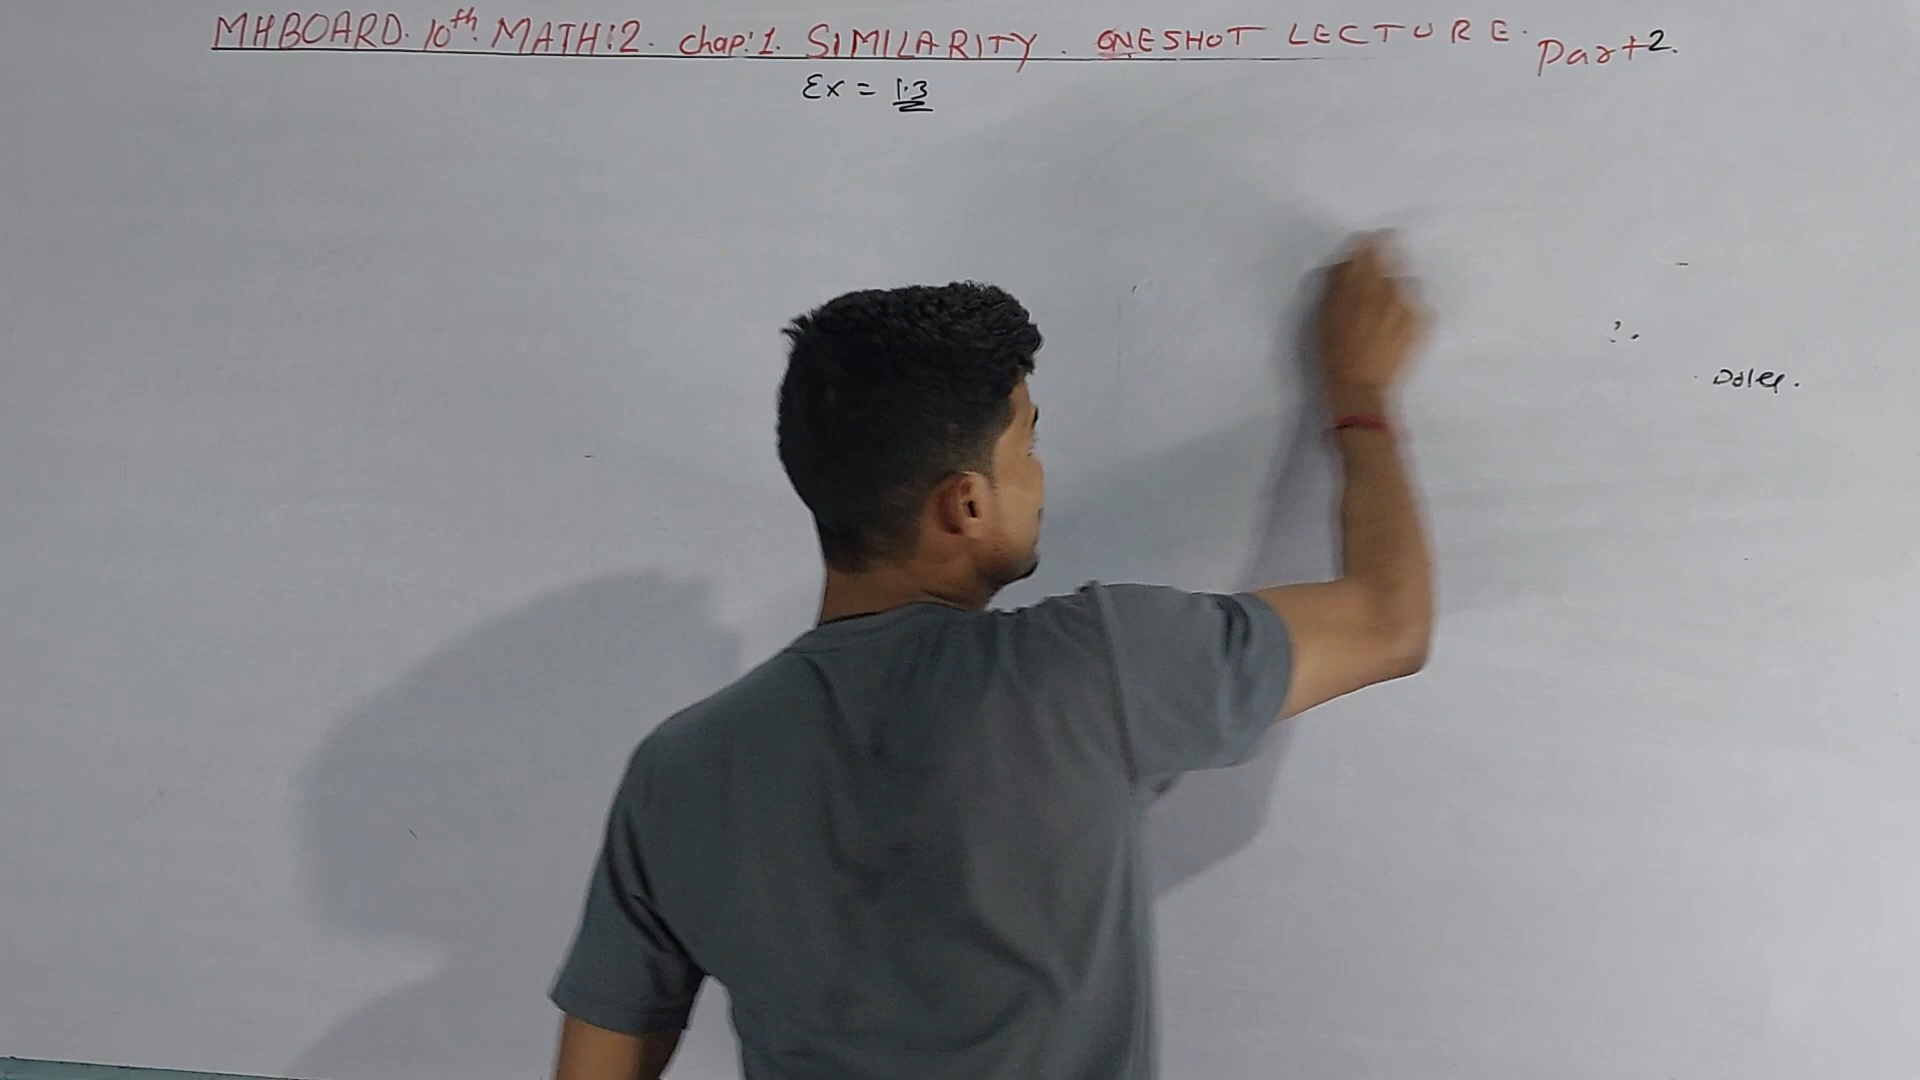 MHBOARD. 10th. MATH:2. chap:1. SIMILARITY. ONESHOT LECTURE. Part 2.
Ex = 1.3
∴